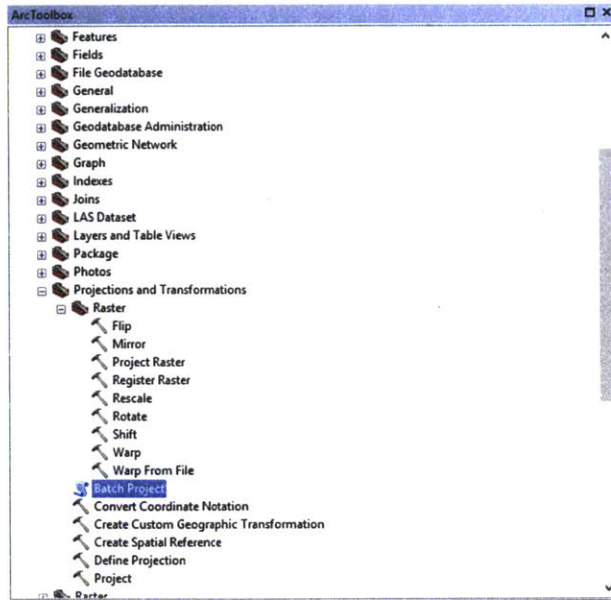 ArcToolbox
Features
Fields
File Geodatabase
General
Generalization
Geodatabase Administration
Geometric Network
Graph
Indexes
Joins
LAS Dataset
Layers and Table Views
Package
Photos
Projections and Transformations
Raster
Flip
Mirror
Project Raster
Register Raster
Rescale
Rotate
Shift
Warp
Warp From File
Batch Project
Convert Coordinate Notation
Create Custom Geographic Transformation
Create Spatial Reference
Define Projection
Project
Raster